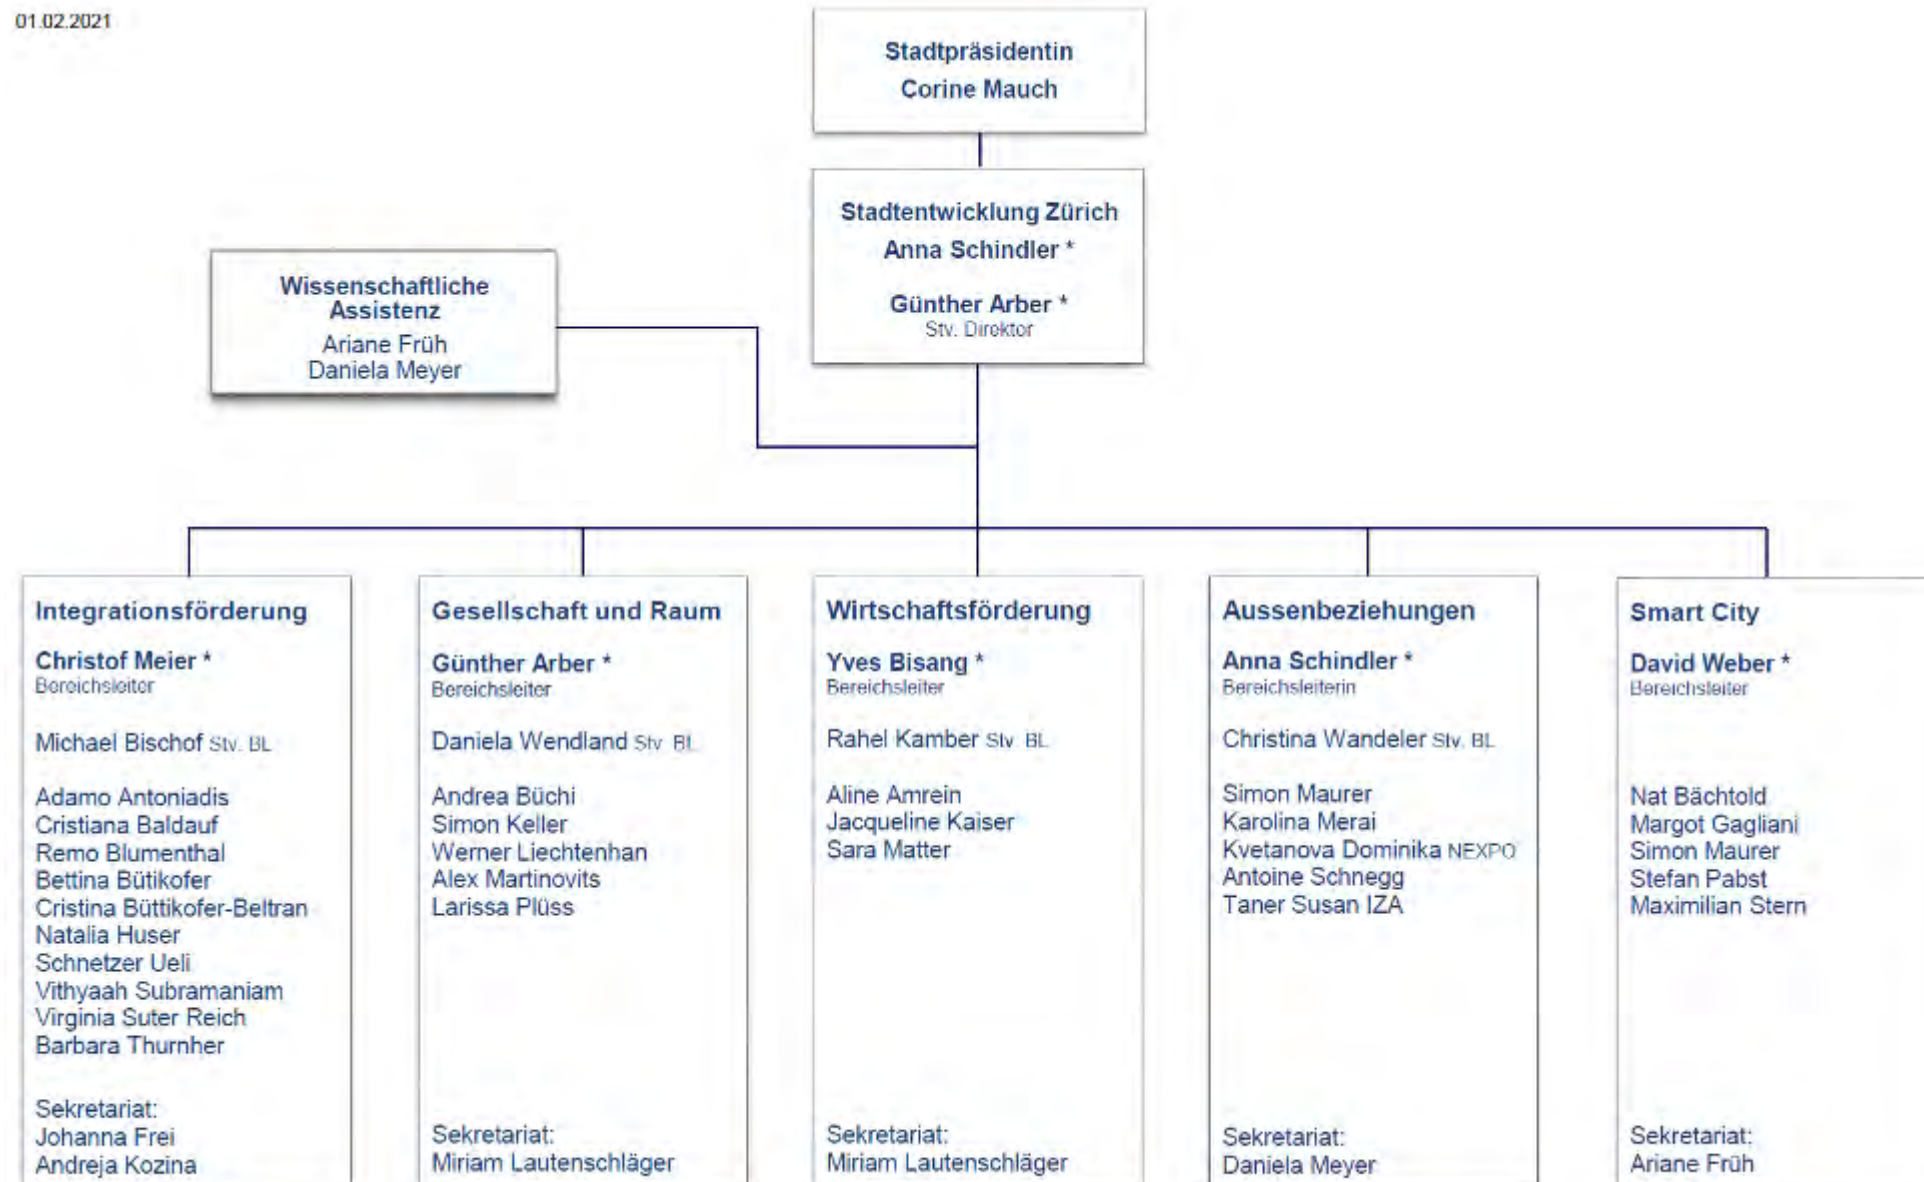 01.02.2021
Stadtpräsidentin
Corine Mauch
Stadtentwicklung Zürich
Anna Schindler *
Günther Arber *
Stv. Direktor
Wissenschaftliche
Assistenz
Ariane Früh
Daniela Meyer
Integrationsförderung
Christof Meier *
Bereichsleiter
Michael Bischof Stv. BL
Adamo Antoniadis
Cristiana Baldauf
Remo Blumenthal
Bettina Bütikofer
Cristina Büttikofer-Beltran
Natalia Huser
Schnetzer Ueli
Vithyaah Subramaniam
Virginia Suter Reich
Barbara Thurnher
Sekretariat:
Johanna Frei
Andreja Kozina
Gesellschaft und Raum
Günther Arber *
Bereichsleiter
Daniela Wendland Stv. BL
Andrea Büchi
Simon Keller
Werner Liechtenhan
Alex Martinovits
Larissa Plüss
Sekretariat:
Miriam Lautenschläger
Wirtschaftsförderung
Yves Bisang *
Bereichsleiter
Rahel Kamber Stv. BL
Aline Amrein
Jacqueline Kaiser
Sara Matter
Sekretariat:
Miriam Lautenschläger
Aussenbeziehungen
Anna Schindler *
Bereichsleiterin
Christina Wandeler Stv. BL
Simon Maurer
Karolina Merai
Kvetanova Dominika NEXPO
Antoine Schnegg
Taner Susan IZA
Sekretariat:
Daniela Meyer
Smart City
David Weber *
Bereichsleiter
Nat Bächtold
Margot Gagliani
Simon Maurer
Stefan Pabst
Maximilian Stern
Sekretariat:
Ariane Früh